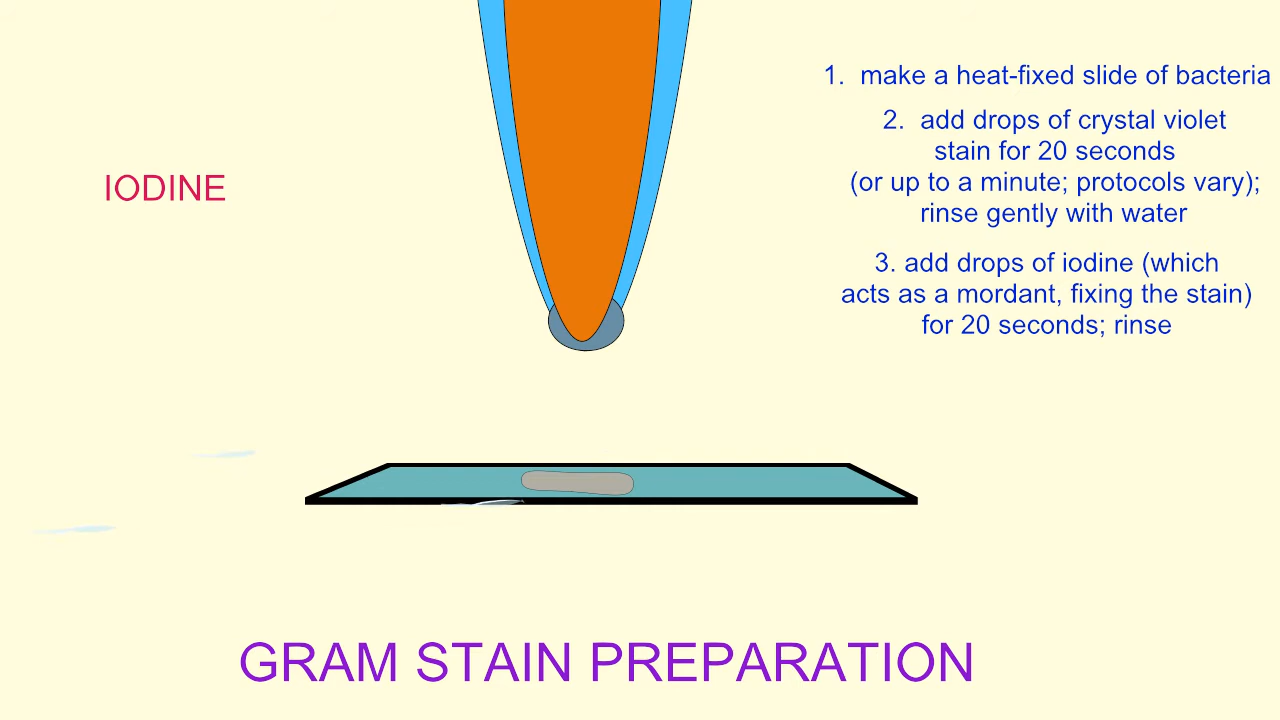 IODINE
1. make a heat-fixed slide of bacteria
2. add drops of crystal violet
stain for 20 seconds
(or up to a minute; protocols vary);
rinse gently with water
3. add drops of iodine (which
acts as a mordant, fixing the stain)
for 20 seconds; rinse
GRAM STAIN PREPARATION